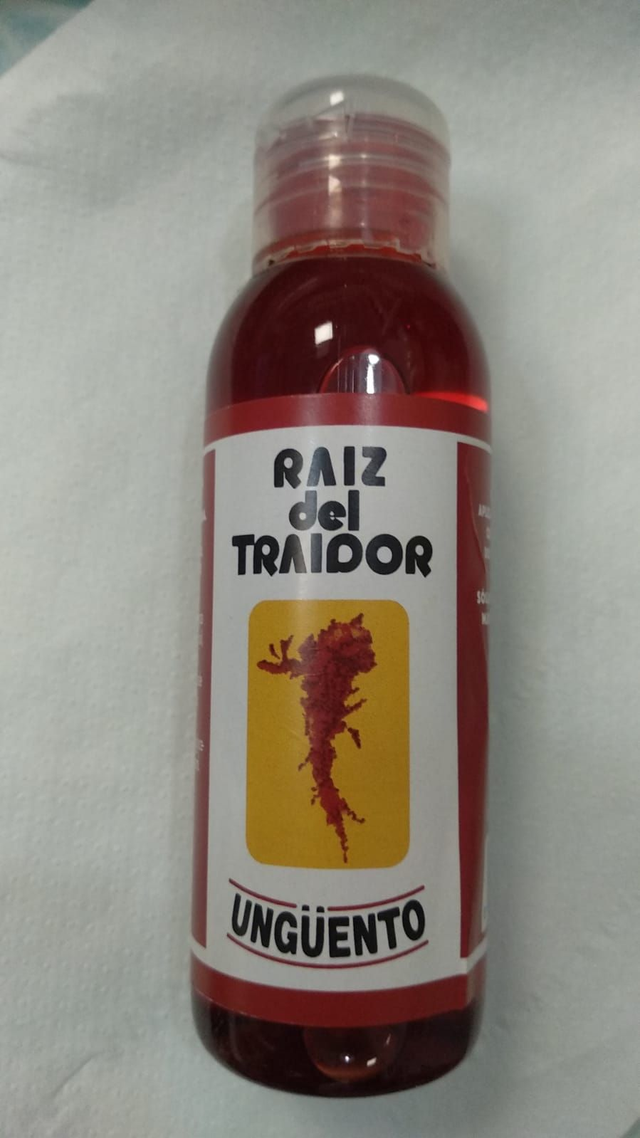 RAIZ
del
TRAIDOR
UNGÜENTO